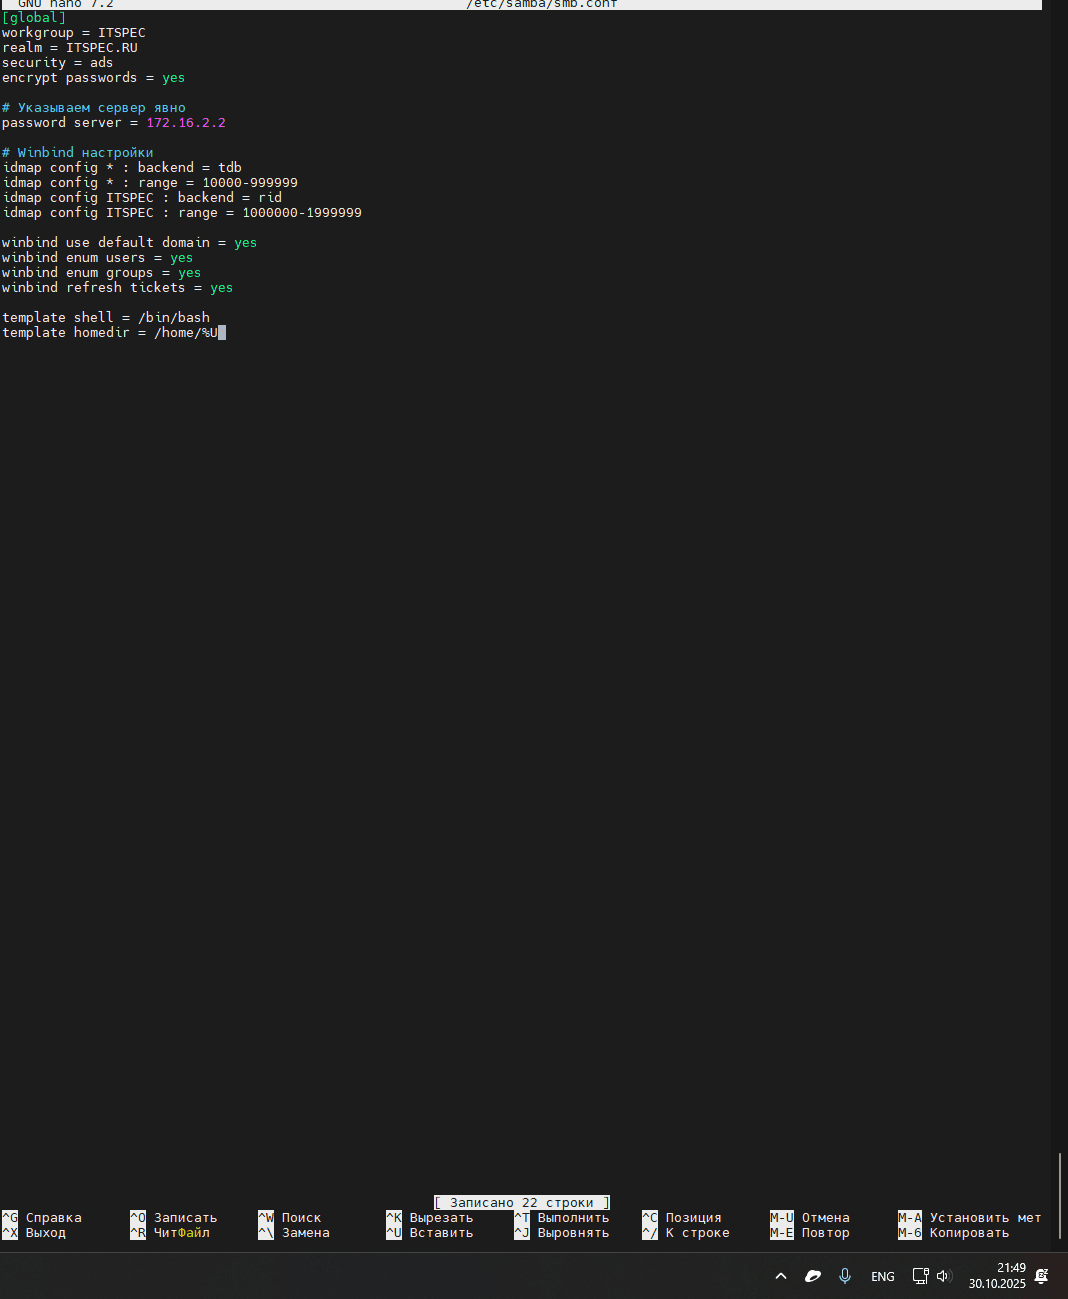 GNU nano 7.2 /etc/samba/smb.conf
[global]
workgroup = ITSPEC
realm = ITSPEC.RU
security = ads
encrypt passwords = yes
# Указываем сервер явно
password server = 172.16.2.2
# Winbind настройки
idmap config * : backend = tdb
idmap config * : range = 10000-999999
idmap config ITSPEC : backend = rid
idmap config ITSPEC : range = 1000000-1999999
winbind use default domain = yes
winbind enum users = yes
winbind enum groups = yes
winbind refresh tickets = yes
template shell = /bin/bash
template homedir = /home/%U
[ Записано 22 строки ]
^G Справка ^O Записать ^W Поиск ^K Вырезать ^T Выполнить ^C Позиция M-U Отмена M-A Установить мет
^X Выход ^R ЧитФайл ^\ Замена ^U Вставить ^J Выровнять ^/ К строке M-E Повтор M-6 Копировать
ENG
21:49
30.10.2025